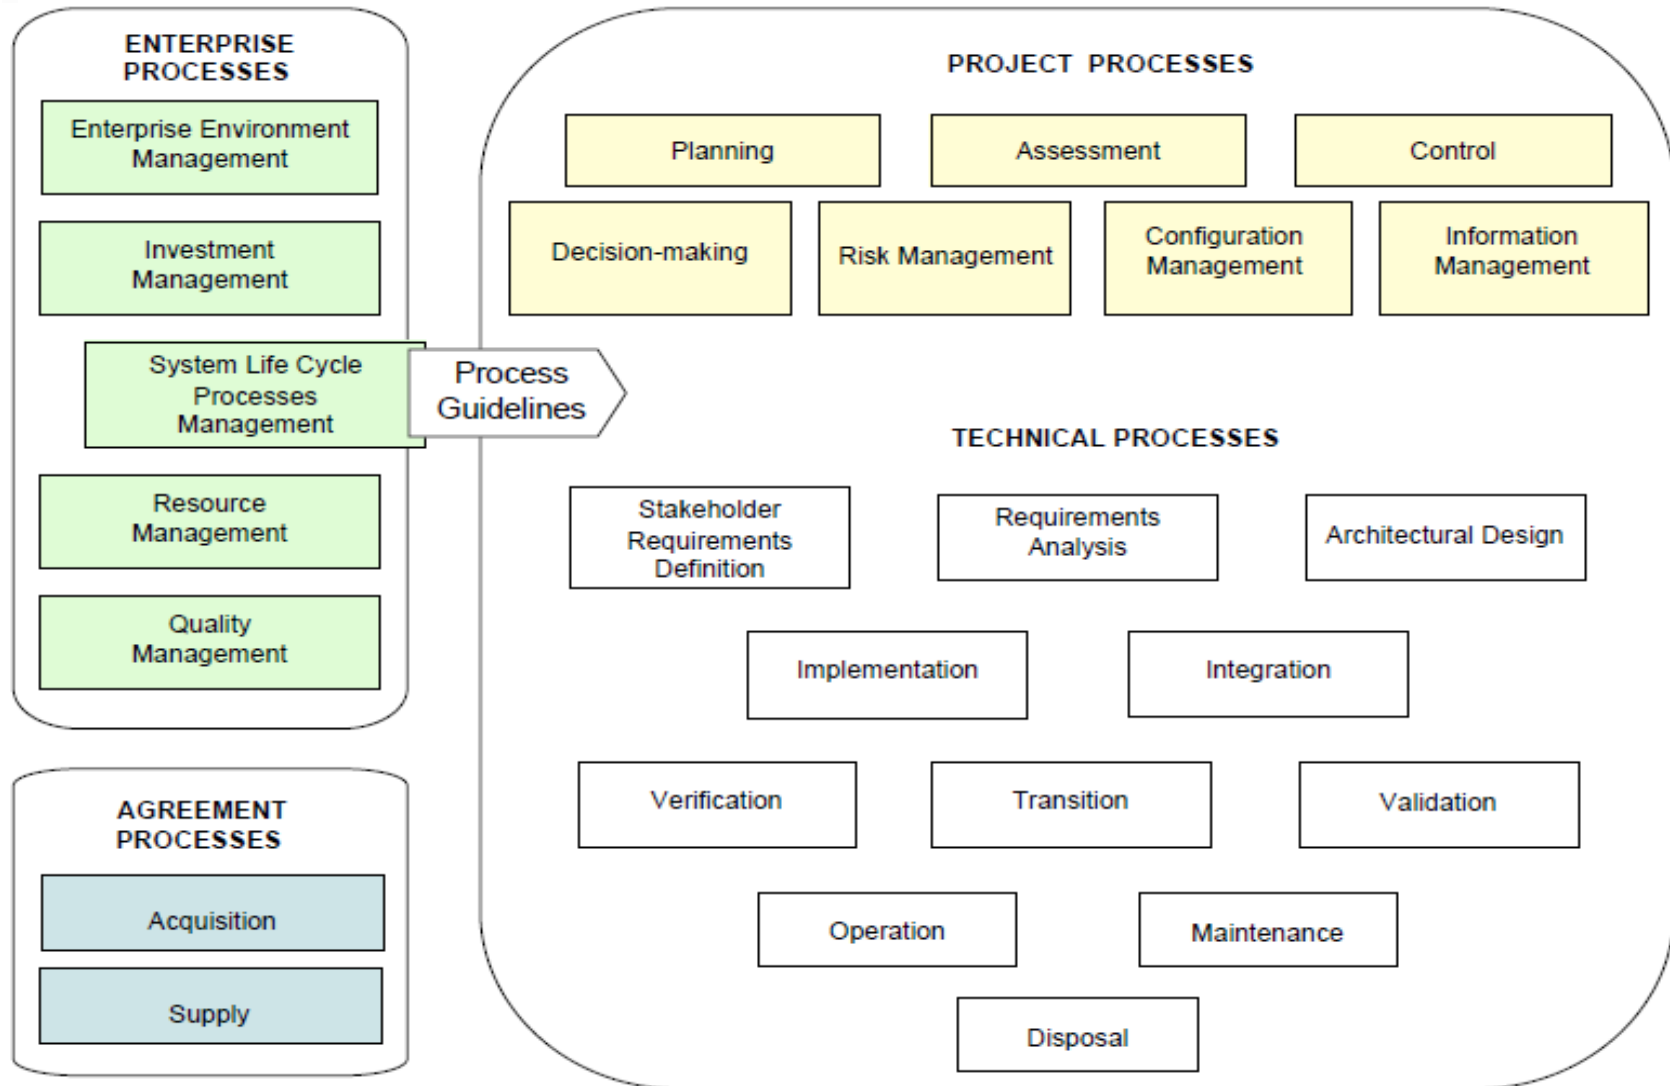 ENTERPRISE
PROCESSES
Enterprise Environment
Management
Investment
Management
System Life Cycle
Processes
Management
Resource
Management
Quality
Management
AGREEMENT
PROCESSES
Acquisition
Supply
Process
Guidelines
PROJECT PROCESSES
Planning
Assessment
Control
Decision-making
Risk Management
Configuration
Management
Information
Management
TECHNICAL PROCESSES
Stakeholder
Requirements
Definition
Requirements
Analysis
Architectural Design
Implementation
Integration
Verification
Transition
Validation
Operation
Maintenance
Disposal